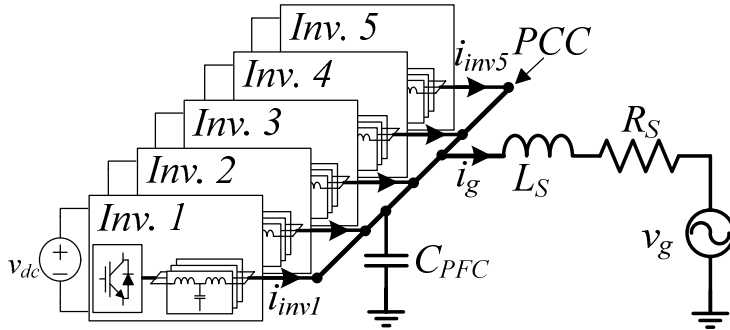 Inv. 5
i_inv5
PCC
Inv. 4
Inv. 3
R_S
Inv. 2
i_g
L_S
Inv. 1
v_g
v_dc
C_PFC
i_inv1